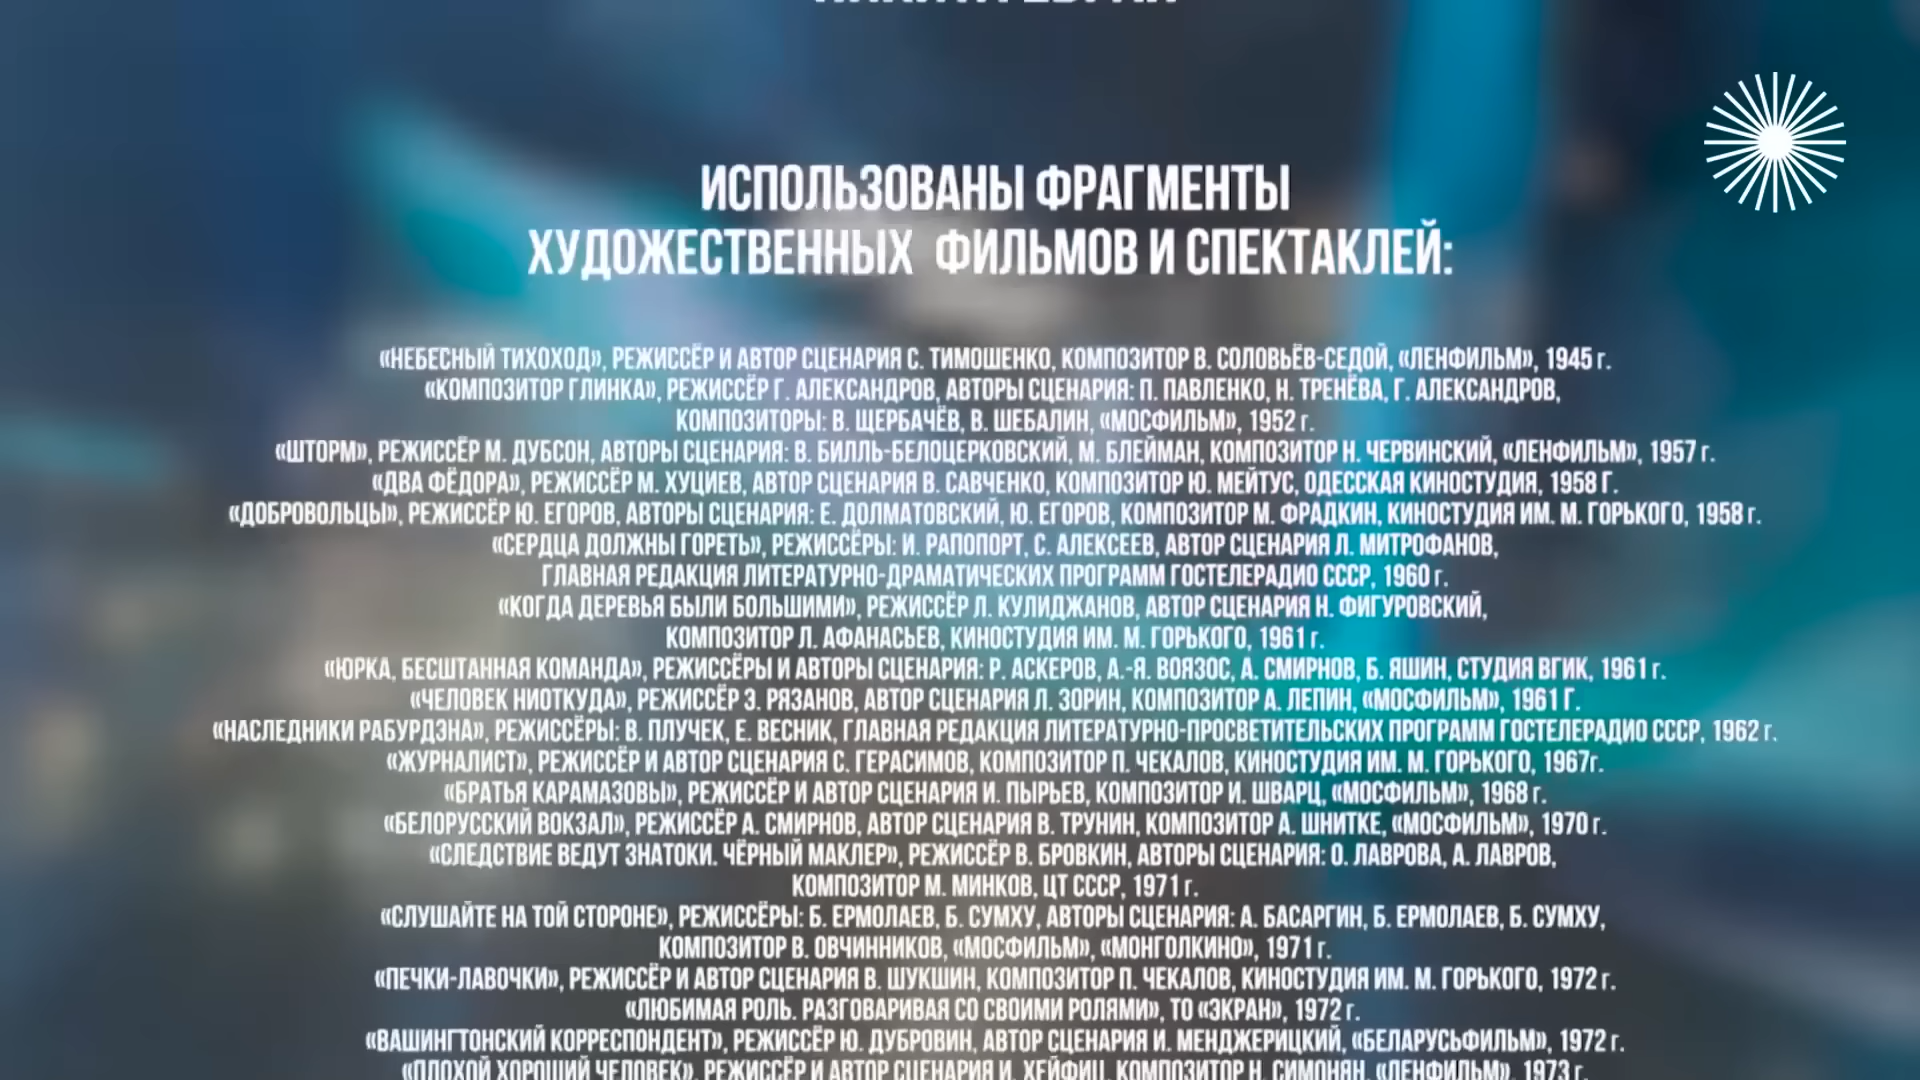 ИСПОЛЬЗОВАНЫ ФРАГМЕНТЫ
ХУДОЖЕСТВЕННЫХ ФИЛЬМОВ И СПЕКТАКЛЕЙ:
«НЕБЕСНЫЙ ТИХОХОД», РЕЖИССЁР И АВТОР СЦЕНАРИЯ С. ТИМОШЕНКО, КОМПОЗИТОР В. СОЛОВЬЁВ-СЕДОЙ, «ЛЕНФИЛЬМ», 1945 г.
«КОМПОЗИТОР ГЛИНКА», РЕЖИССЁР Г. АЛЕКСАНДРОВ, АВТОРЫ СЦЕНАРИЯ: П. ПАВЛЕНКО, Н. ТРЕНЁВА, Г. АЛЕКСАНДРОВ,
КОМПОЗИТОРЫ: В. ЩЕРБАЧЁВ, В. ШЕБАЛИН, «МОСФИЛЬМ», 1952 г.
«ШТОРМ», РЕЖИССЁР М. ДУБСОН, АВТОРЫ СЦЕНАРИЯ: В. БИЛЛЬ-БЕЛОЦЕРКОВСКИЙ, М. БЛЕЙМАН, КОМПОЗИТОР Н. ЧЕРВИНСКИЙ, «ЛЕНФИЛЬМ», 1957 г.
«ДВА ФЁДОРА», РЕЖИССЁР М. ХУЦИЕВ, АВТОР СЦЕНАРИЯ В. САВЧЕНКО, КОМПОЗИТОР Ю. МЕЙТУС, ОДЕССКАЯ КИНОСТУДИЯ, 1958 Г.
«ДОБРОВОЛЬЦЫ», РЕЖИССЁР Ю. ЕГОРОВ, АВТОРЫ СЦЕНАРИЯ: Е. ДОЛМАТОВСКИЙ, Ю. ЕГОРОВ, КОМПОЗИТОР М. ФРАДКИН, КИНОСТУДИЯ ИМ. М. ГОРЬКОГО, 1958 г.
«СЕРДЦА ДОЛЖНЫ ГОРЕТЬ», РЕЖИССЁРЫ: И. РАПОПОРТ, С. АЛЕКСЕЕВ, АВТОР СЦЕНАРИЯ Л. МИТРОФАНОВ,
ГЛАВНАЯ РЕДАКЦИЯ ЛИТЕРАТУРНО-ДРАМАТИЧЕСКИХ ПРОГРАММ ГОСТЕЛЕРАДИО СССР, 1960 г.
«КОГДА ДЕРЕВЬЯ БЫЛИ БОЛЬШИМИ», РЕЖИССЁР Л. КУЛИДЖАНОВ, АВТОР СЦЕНАРИЯ Н. ФИГУРОВСКИЙ,
КОМПОЗИТОР Л. АФАНАСЬЕВ, КИНОСТУДИЯ ИМ. М. ГОРЬКОГО, 1961 г.
«ЮРКА, БЕСШТАННАЯ КОМАНДА», РЕЖИССЁРЫ И АВТОРЫ СЦЕНАРИЯ: Р. АСКЕРОВ, А.-Я. ВОЯЗОС, А. СМИРНОВ, Б. ЯШИН, СТУДИЯ ВГИК, 1961 г.
«ЧЕЛОВЕК НИОТКУДА», РЕЖИССЁР Э. РЯЗАНОВ, АВТОР СЦЕНАРИЯ Л. ЗОРИН, КОМПОЗИТОР А. ЛЕПИН, «МОСФИЛЬМ», 1961 Г.
«НАСЛЕДНИКИ РАБУРДЭНА», РЕЖИССЁРЫ: В. ПЛУЧЕК, Е. ВЕСНИК, ГЛАВНАЯ РЕДАКЦИЯ ЛИТЕРАТУРНО-ПРОСВЕТИТЕЛЬСКИХ ПРОГРАММ ГОСТЕЛЕРАДИО СССР, 1962 г.
«ЖУРНАЛИСТ», РЕЖИССЁР И АВТОР СЦЕНАРИЯ С. ГЕРАСИМОВ, КОМПОЗИТОР П. ЧЕКАЛОВ, КИНОСТУДИЯ ИМ. М. ГОРЬКОГО, 1967г.
«БРАТЬЯ КАРАМАЗОВЫ», РЕЖИССЁР И АВТОР СЦЕНАРИЯ И. ПЫРЬЕВ, КОМПОЗИТОР И. ШВАРЦ, «МОСФИЛЬМ», 1968 г.
«БЕЛОРУССКИЙ ВОКЗАЛ», РЕЖИССЁР А. СМИРНОВ, АВТОР СЦЕНАРИЯ В. ТРУНИН, КОМПОЗИТОР А. ШНИТКЕ, «МОСФИЛЬМ», 1970 г.
«СЛЕДСТВИЕ ВЕДУТ ЗНАТОКИ. ЧЁРНЫЙ МАКЛЕР», РЕЖИССЁР В. БРОВКИН, АВТОРЫ СЦЕНАРИЯ: О. ЛАВРОВА, А. ЛАВРОВ,
КОМПОЗИТОР М. МИНКОВ, ЦТ СССР, 1971 г.
«СЛУШАЙТЕ НА ТОЙ СТОРОНЕ», РЕЖИССЁРЫ: Б. ЕРМОЛАЕВ, Б. СУМХУ, АВТОРЫ СЦЕНАРИЯ: А. БАСАРГИН, Б. ЕРМОЛАЕВ, Б. СУМХУ,
КОМПОЗИТОР В. ОВЧИННИКОВ, «МОСФИЛЬМ», «МОНГОЛКИНО», 1971 г.
«ПЕЧКИ-ЛАВОЧКИ», РЕЖИССЁР И АВТОР СЦЕНАРИЯ В. ШУКШИН, КОМПОЗИТОР П. ЧЕКАЛОВ, КИНОСТУДИЯ ИМ. М. ГОРЬКОГО, 1972 г.
«ЛЮБИМАЯ РОЛЬ. РАЗГОВАРИВАЯ СО СВОИМИ РОЛЯМИ», ТО «ЭКРАН», 1972 г.
«ВАШИНГТОНСКИЙ КОРРЕСПОНДЕНТ», РЕЖИССЁР Ю. ДУБРОВИН, АВТОР СЦЕНАРИЯ И. МЕНДЖЕРИЦКИЙ, «БЕЛАРУСЬФИЛЬМ», 1972 г.
«ПЛОХОЙ ХОРОШИЙ ЧЕЛОВЕК», РЕЖИССЁР И АВТОР СЦЕНАРИЯ И. ХЕЙФИЦ, КОМПОЗИТОР Н. СИМОНЯН, «ЛЕНФИЛЬМ», 1973 г.